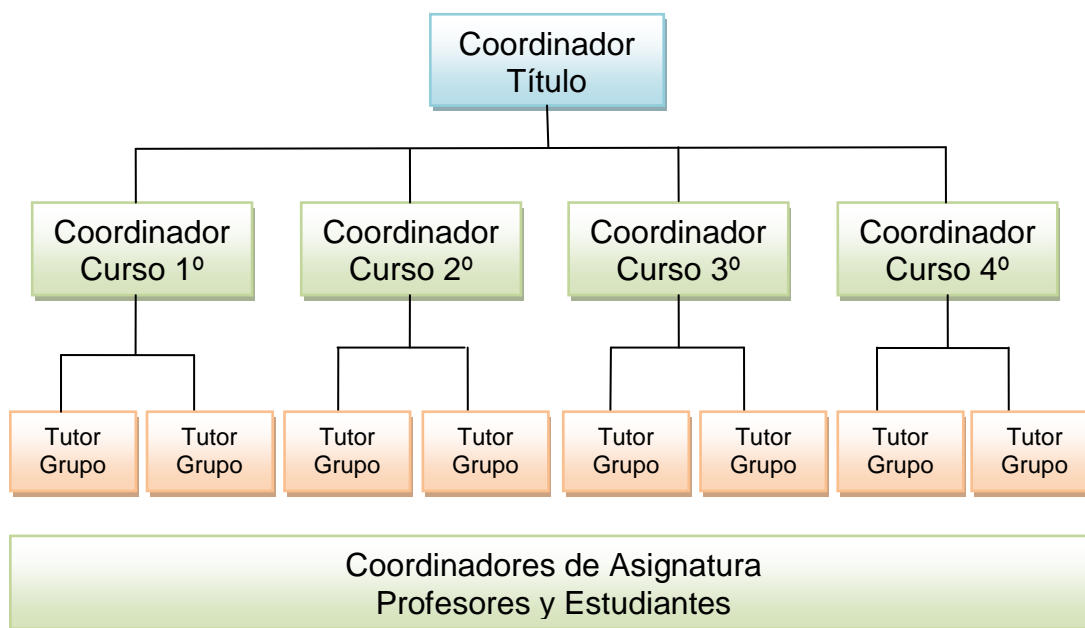 Coordinador
Título
Coordinador
Curso 1º
Coordinador
Curso 2º
Coordinador
Curso 3º
Coordinador
Curso 4º
Tutor
Grupo
Tutor
Grupo
Tutor
Grupo
Tutor
Grupo
Tutor
Grupo
Tutor
Grupo
Tutor
Grupo
Tutor
Grupo
Coordinadores de Asignatura
Profesores y Estudiantes